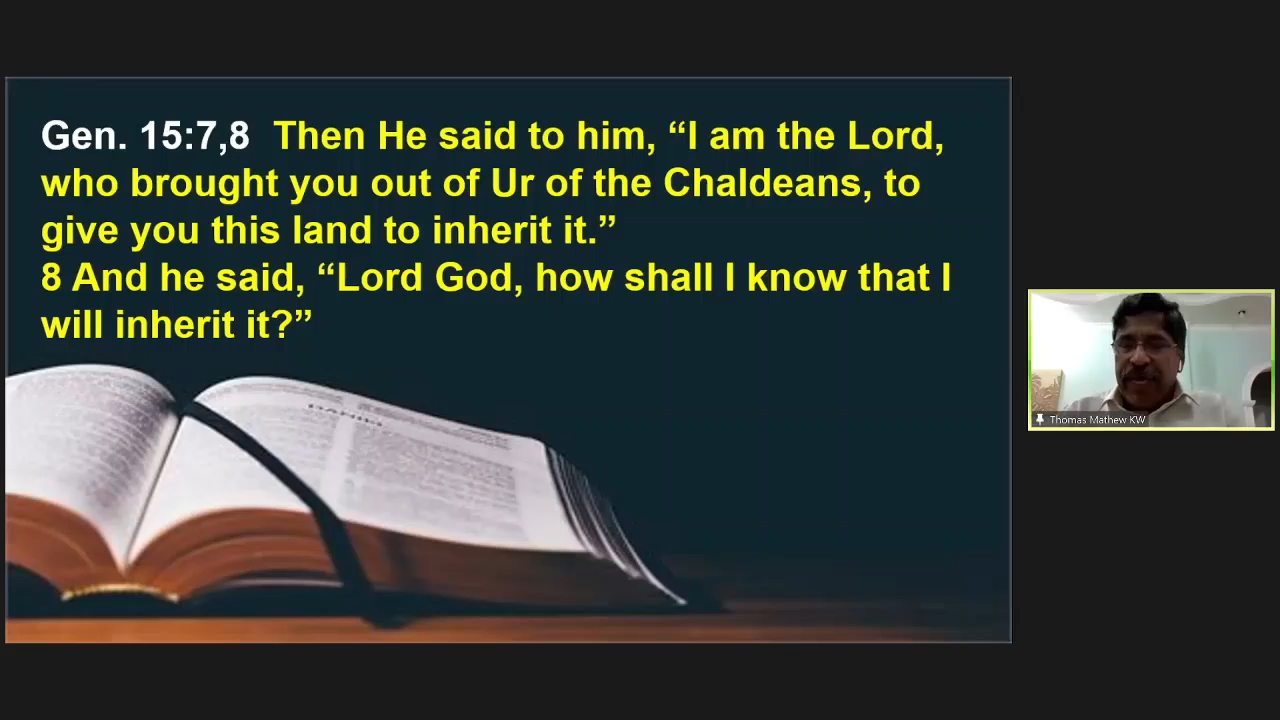 Gen. 15:7,8 Then He said to him, “I am the Lord,
who brought you out of Ur of the Chaldeans, to
give you this land to inherit it.”
8 And he said, “Lord God, how shall I know that I
will inherit it?”
DANIEL
Thomas Mathew KW